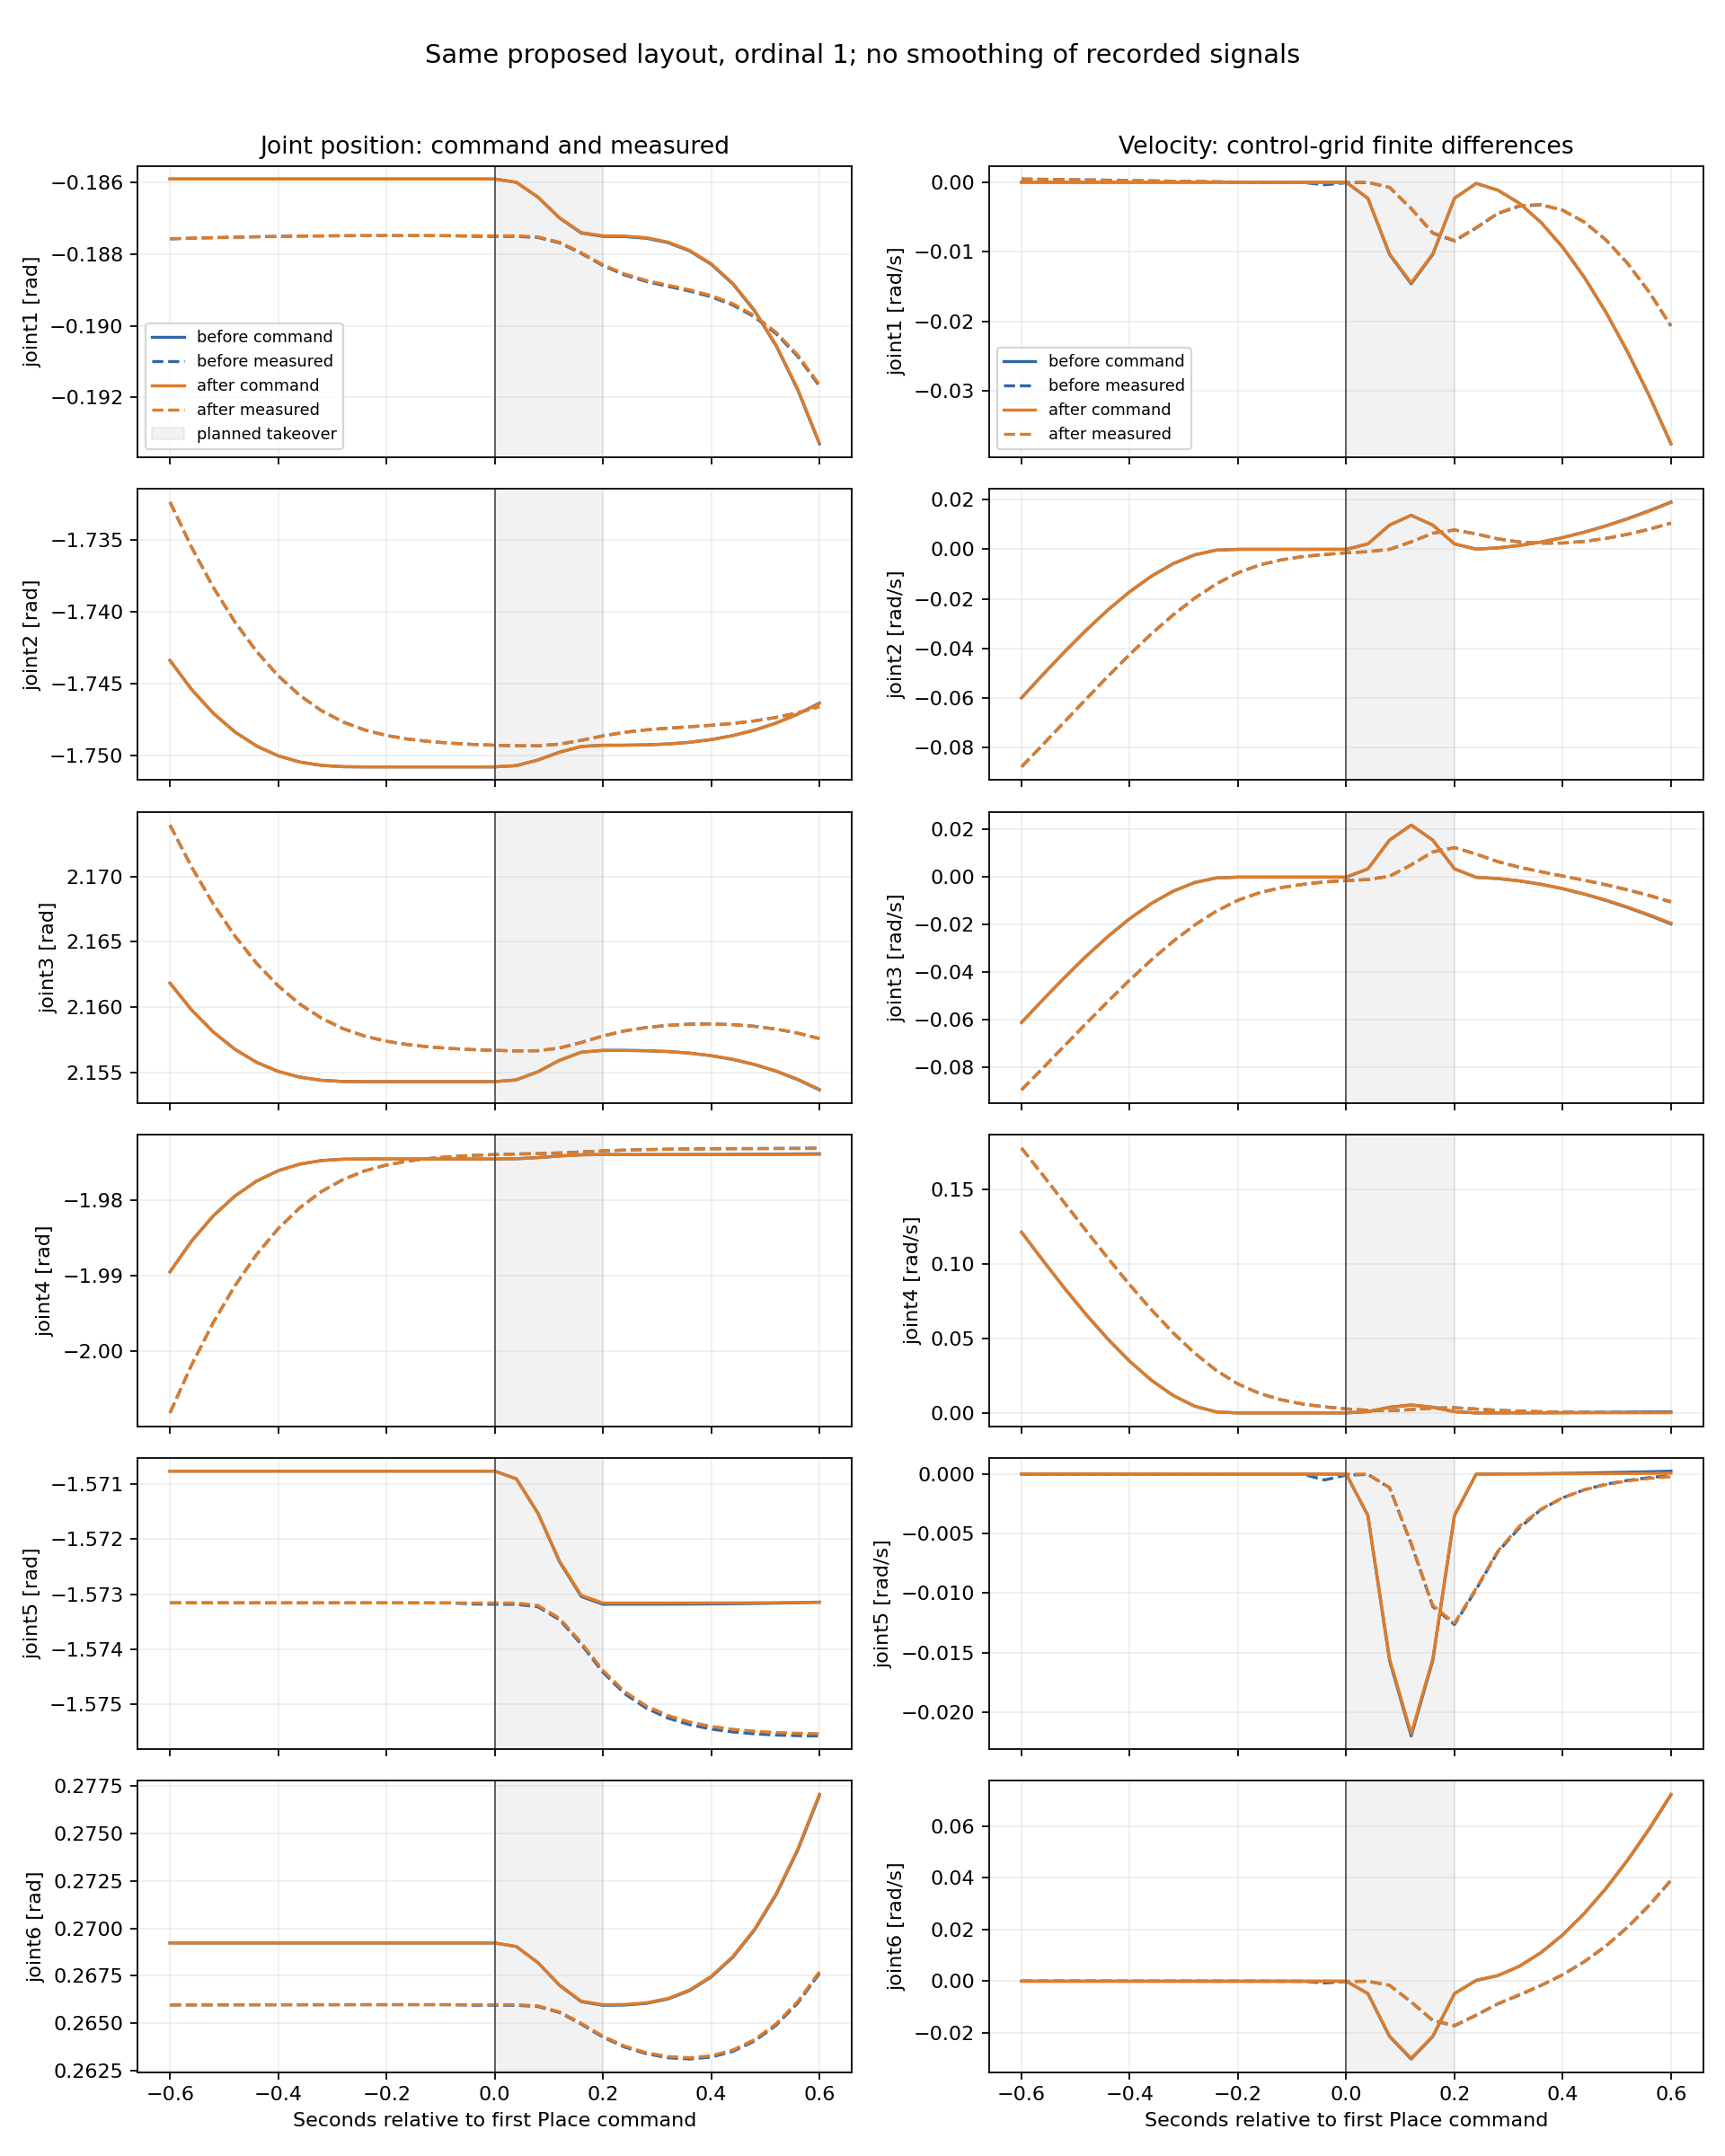 Same proposed layout, ordinal 1; no smoothing of recorded signals
Joint position: command and measured
Velocity: control-grid finite differences
joint1 [rad]
−0.186
−0.188
−0.190
−0.192
before command
before measured
after command
after measured
planned takeover
joint1 [rad/s]
0.00
−0.01
−0.02
−0.03
before command
before measured
after command
after measured
joint2 [rad]
−1.735
−1.740
−1.745
−1.750
joint2 [rad/s]
0.02
0.00
−0.02
−0.04
−0.06
−0.08
joint3 [rad]
2.170
2.165
2.160
2.155
joint3 [rad/s]
0.02
0.00
−0.02
−0.04
−0.06
−0.08
joint4 [rad]
−1.98
−1.99
−2.00
joint4 [rad/s]
0.15
0.10
0.05
0.00
joint5 [rad]
−1.571
−1.572
−1.573
−1.574
−1.575
joint5 [rad/s]
0.000
−0.005
−0.010
−0.015
−0.020
joint6 [rad]
0.2775
0.2750
0.2725
0.2700
0.2675
0.2650
0.2625
−0.6 −0.4 −0.2 0.0 0.2 0.4 0.6
Seconds relative to first Place command
joint6 [rad/s]
0.06
0.04
0.02
0.00
−0.02
−0.6 −0.4 −0.2 0.0 0.2 0.4 0.6
Seconds relative to first Place command